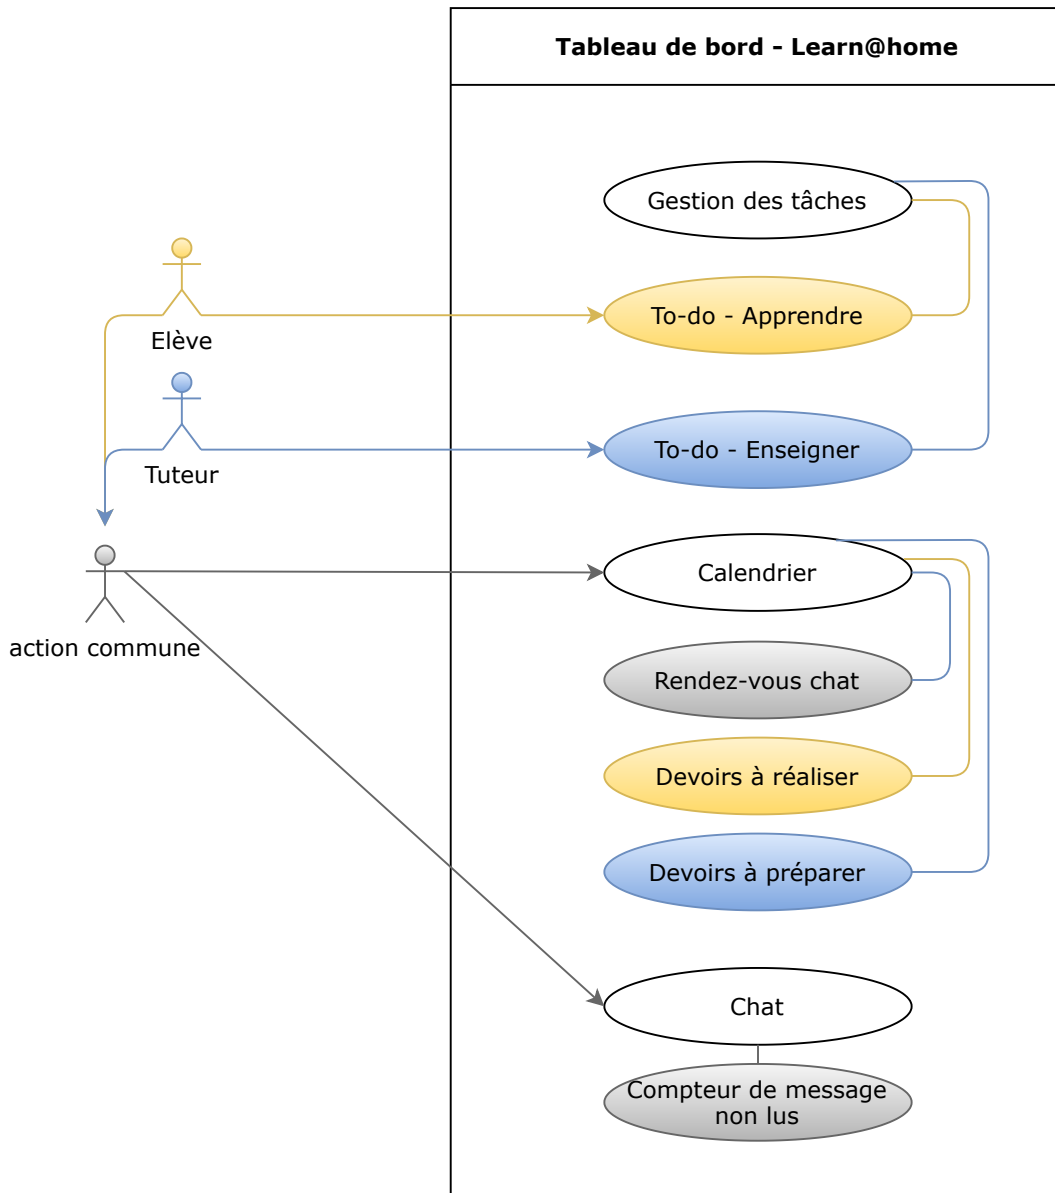 Tableau de bord - Learn@home
Gestion des tâches
To-do - Apprendre
Elève
To-do - Enseigner
Tuteur
Calendrier
action commune
Rendez-vous chat
Devoirs à réaliser
Devoirs à préparer
Chat
Compteur de message
non lus